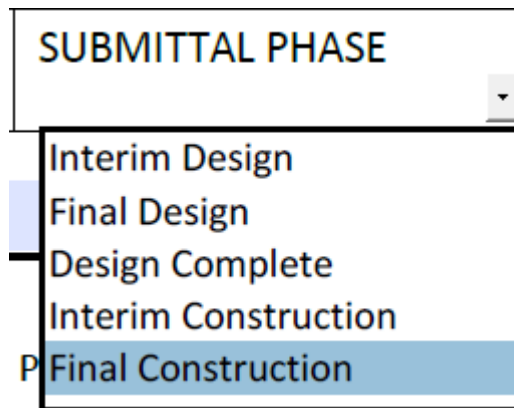 SUBMITTAL PHASE
Interim Design
Final Design
Design Complete
Interim Construction
P
Final Construction